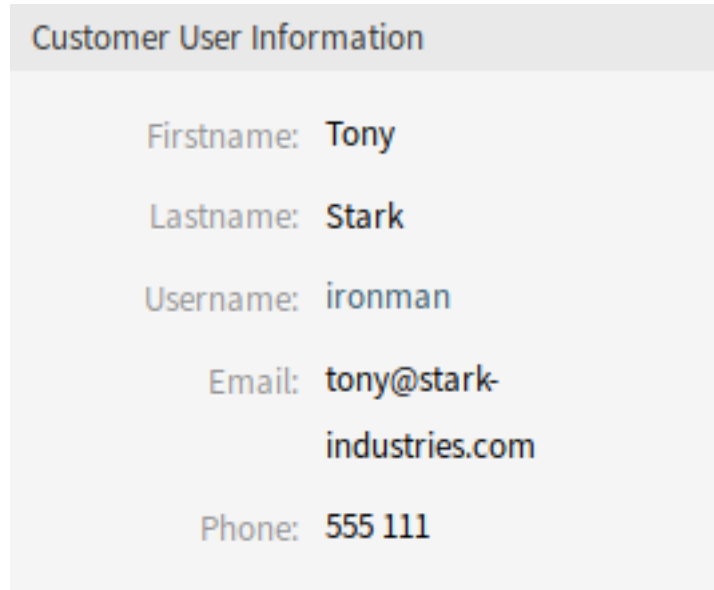 Customer User Information
Firstname: Tony
Lastname: Stark
Username: ironman
Email: tony@stark-
industries.com
Phone: 555 111